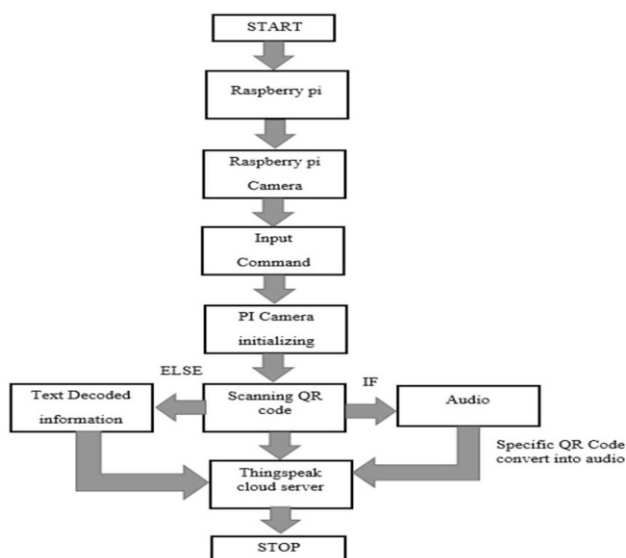 START
Raspberry pi
Raspberry pi
Camera
Input
Command
PI Camera
initializing
ELSE
IF
Text Decoded
information
Scanning QR
code
Audio
Specific QR Code
convert into audio
Thingspeak
cloud server
STOP